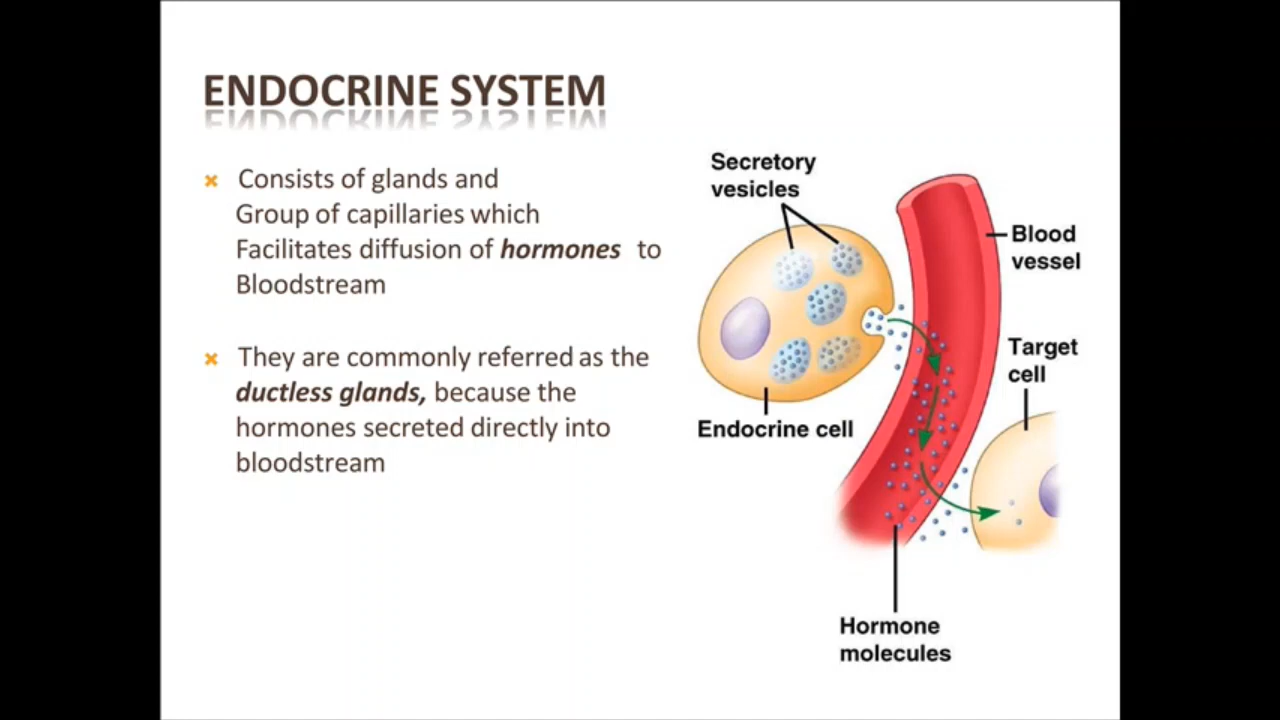 ENDOCRINE SYSTEM
Consists of glands and
Group of capillaries which
Facilitates diffusion of hormones to
Bloodstream
They are commonly referred as the
ductless glands, because the
hormones secreted directly into
bloodstream
Secretory
vesicles
Blood
vessel
Target
cell
Endocrine cell
Hormone
molecules